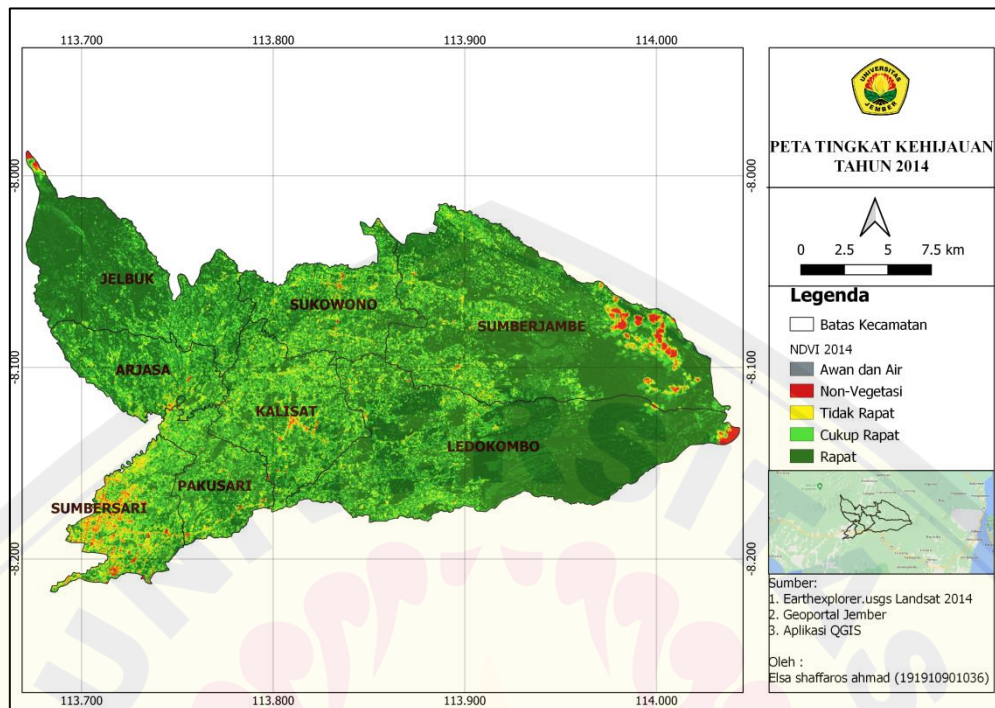 113.700 113.800 113.900 114.000
-8.000 -8.000
-8.100 -8.100
-8.200 -8.200
113.700 113.800 113.900 114.000
JELBUK
SUKOWONO
SUMBERJAMBE
ARJASA
KALISAT
LEDOKOMBO
PAKUSARI
SUMBERSARI
UNIVERSITAS
JEMBER
PETA TINGKAT KEHIJAUAN
TAHUN 2014
0 2.5 5 7.5 km
Legenda
Batas Kecamatan
NDVI 2014
Awan dan Air
Non-Vegetasi
Tidak Rapat
Cukup Rapat
Rapat
Sumber:
1. Earthexplorer.usgs Landsat 2014
2. Geoportal Jember
3. Aplikasi QGIS
Oleh :
Elsa shaffaros ahmad (191910901036)
UNIVERSITAS